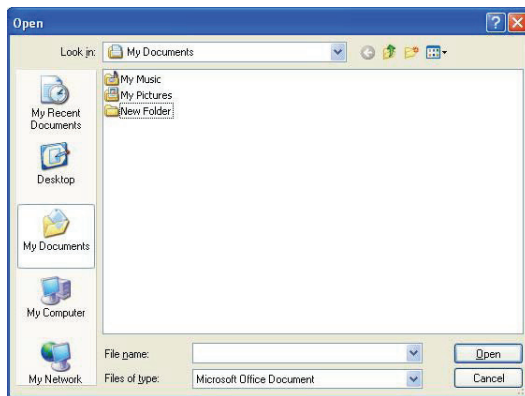 Open
Look in: My Documents
My Music
My Pictures
New Folder
My Recent
Documents
Desktop
My Documents
My Computer
My Network
File name:
Open
Files of type: Microsoft Office Document
Cancel